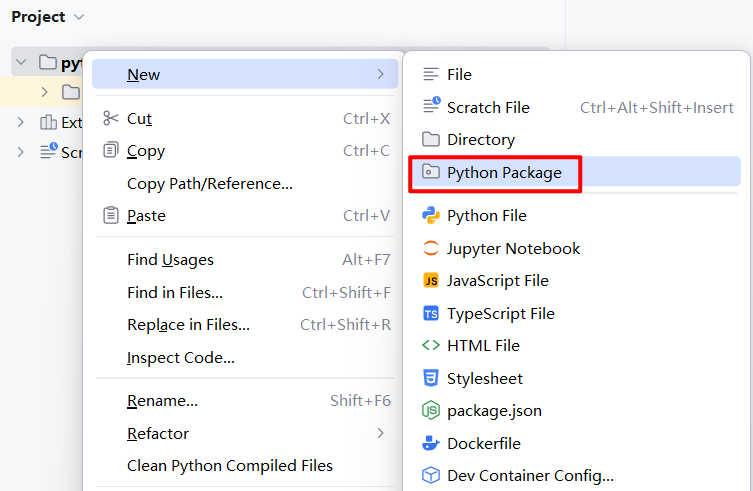 Project
New
Cut Ctrl+X
Copy Ctrl+C
Copy Path/Reference...
Paste Ctrl+V
Find Usages Alt+F7
Find in Files... Ctrl+Shift+F
Replace in Files... Ctrl+Shift+R
Inspect Code...
Rename... Shift+F6
Refactor
Clean Python Compiled Files
File
Scratch File Ctrl+Alt+Shift+Insert
Directory
Python Package
Python File
Jupyter Notebook
JS JavaScript File
TS TypeScript File
HTML File
Stylesheet
package.json
Dockerfile
Dev Container Config...